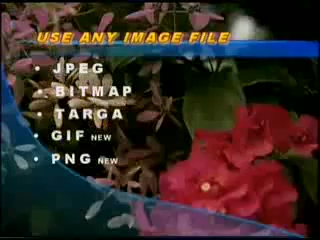 USE ANY IMAGE FILE
• JPEG
• BITMAP
• TARGA
• GIF NEW
• PNG NEW